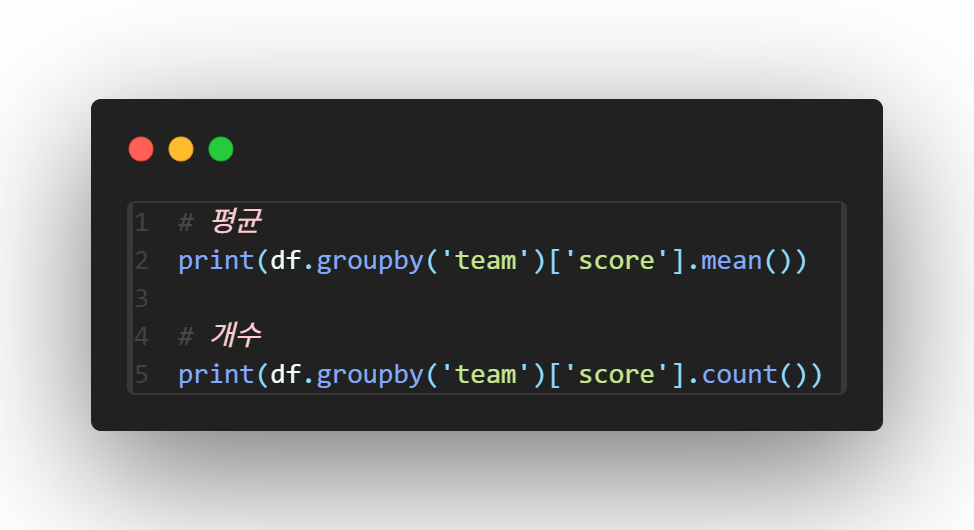 1 # 평균
2 print(df.groupby('team')['score'].mean())
3
4 # 개수
5 print(df.groupby('team')['score'].count())